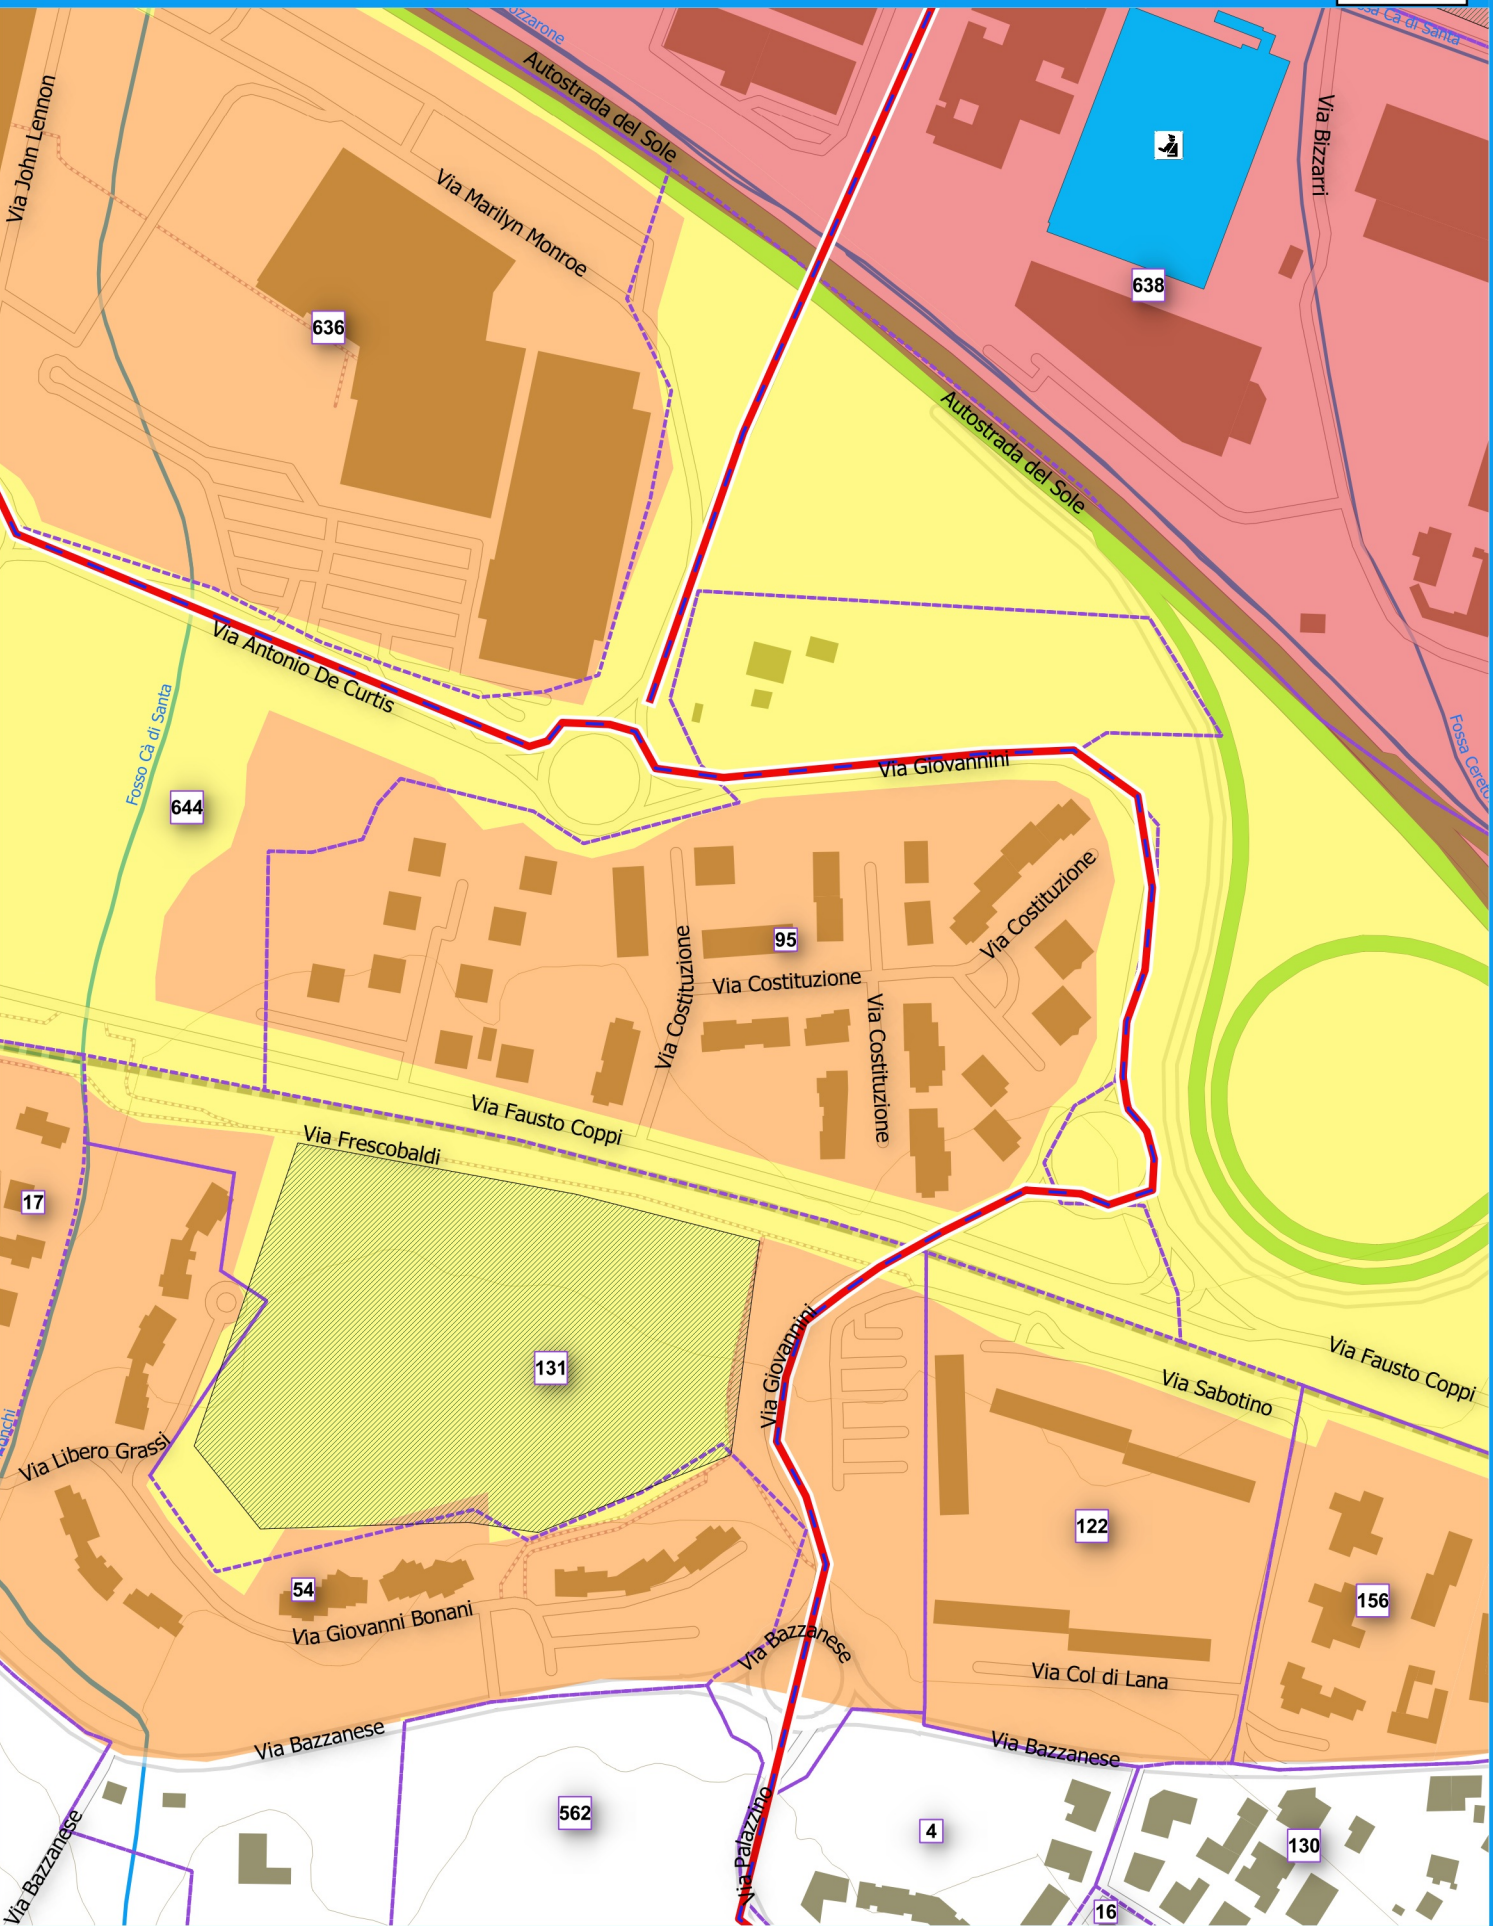 Autostrada del Sole
Via John Lennon
Via Marilyn Monroe
Via Bizzarri
638
636
Autostrada del Sole
Via Antonio De Curtis
Fosso Cà di Santa
644
Via Giovannini
Via Costituzione
95
Via Costituzione
Via Costituzione
Via Costituzione
Via Fausto Coppi
Via Frescobaldi
17
131
Via Giovannini
Via Fausto Coppi
Via Sabotino
Via Libero Grassi
122
54
156
Via Giovanni Bonani
Via Bazzanese
Via Col di Lana
Via Bazzanese
Via Bazzanese
562
4
130
Via Palazzino
Via Bazzanese
16